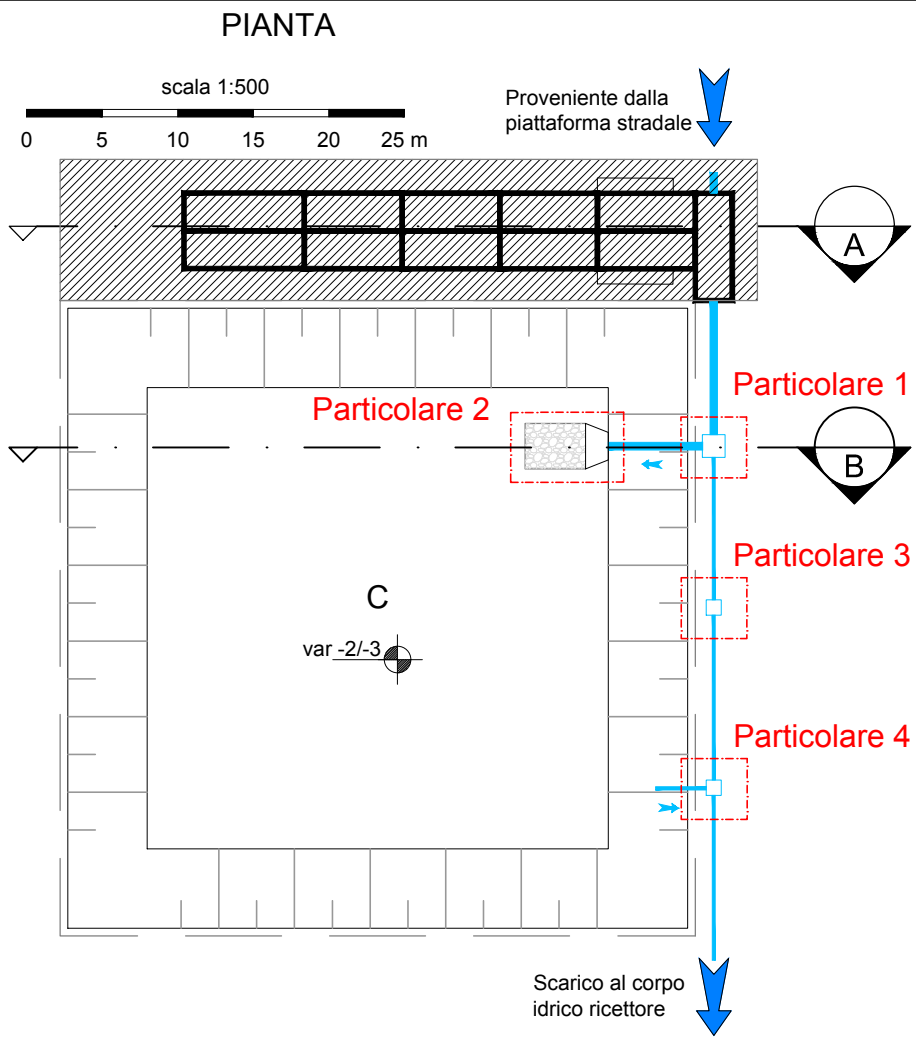 PIANTA
scala 1:500
0 5 10 15 20 25 m
Proveniente dalla
piattaforma stradale
A
Particolare 1
Particolare 2
B
Particolare 3
C
var -2/-3
Particolare 4
Scarico al corpo
idrico ricettore